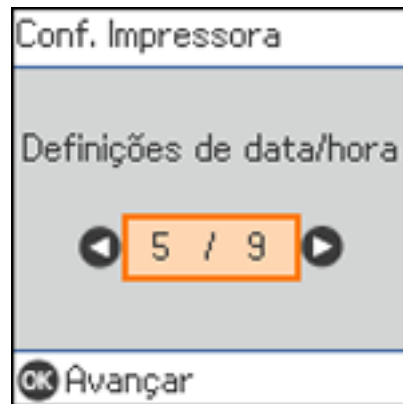 Conf. Impressora
Definições de data/hora
5 / 9
OK Avançar